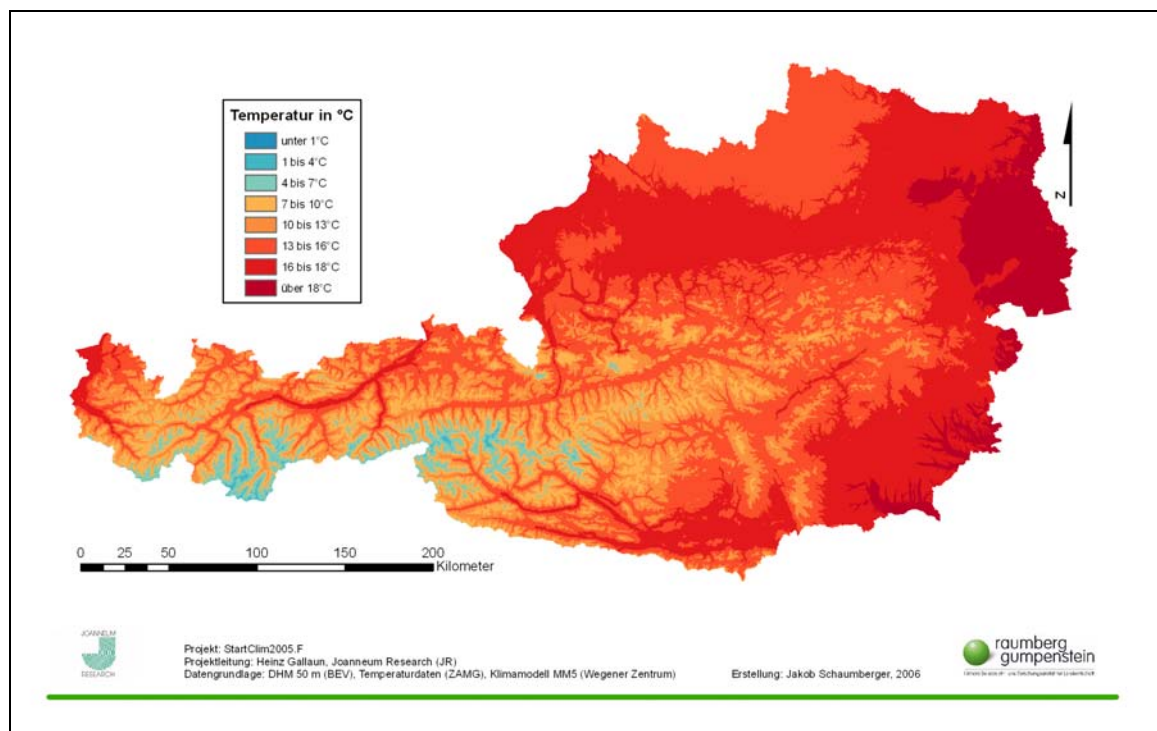 Temperatur in °C
unter 1°C
1 bis 4°C
4 bis 7°C
7 bis 10°C
10 bis 13°C
13 bis 16°C
16 bis 18°C
über 18°C
N
0 25 50 100 150 200
Kilometer
JOANNEUM
RESEARCH
Projekt: StartClim2005.F
Projektleitung: Heinz Gallaun, Joanneum Research (JR)
Datengrundlage: DHM 50 m (BEV), Temperaturdaten (ZAMG), Klimamodell MM5 (Wegener Zentrum)
Erstellung: Jakob Schaumberger, 2006
raumberg
gumpenstein